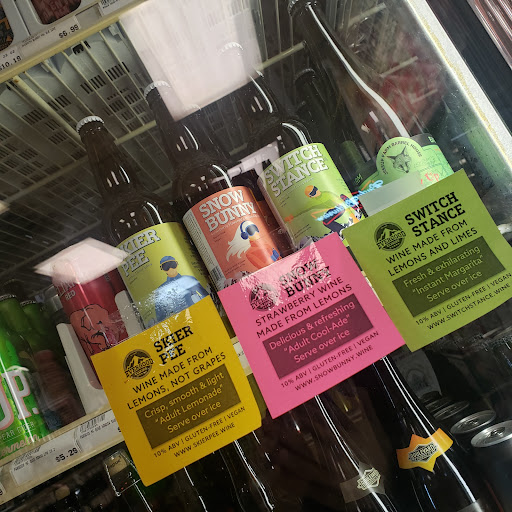 $6.99
$10.19
SKIER
PEE
SNOW
BUNNY
SWITCH
STANCE
SKIER
PEE
WINE MADE FROM
LEMONS, NOT GRAPES
Crisp, smooth & light
"Adult Lemonade"
Serve over ice
10% ABV | GLUTEN-FREE | VEGAN
WWW.SKIERPEE.WINE
SNOW
BUNNY
STRAWBERRY WINE
MADE FROM LEMONS
Delicious & refreshing
"Adult Cool-Ade"
Serve over ice
10% ABV | GLUTEN-FREE | VEGAN
WWW.SNOWBUNNY.WINE
SWITCH
STANCE
WINE MADE FROM
LEMONS AND LIMES
Fresh & exhilarating
"Instant Margarita"
Serve over ice
10% ABV | GLUTEN-FREE | VEGAN
WWW.SWITCHSTANCE.WINE
$5.29